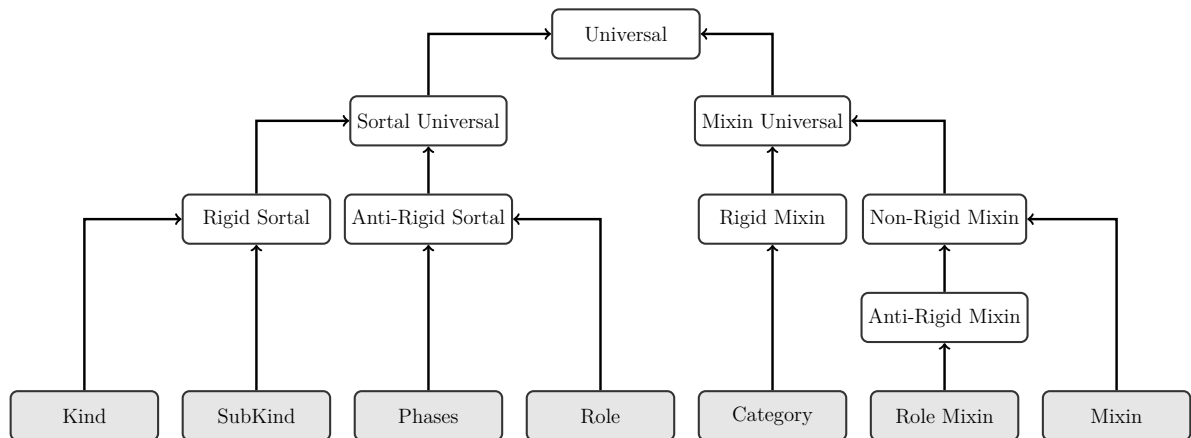 Universal
Sortal Universal
Mixin Universal
Rigid Sortal
Anti-Rigid Sortal
Rigid Mixin
Non-Rigid Mixin
Anti-Rigid Mixin
Kind
SubKind
Phases
Role
Category
Role Mixin
Mixin